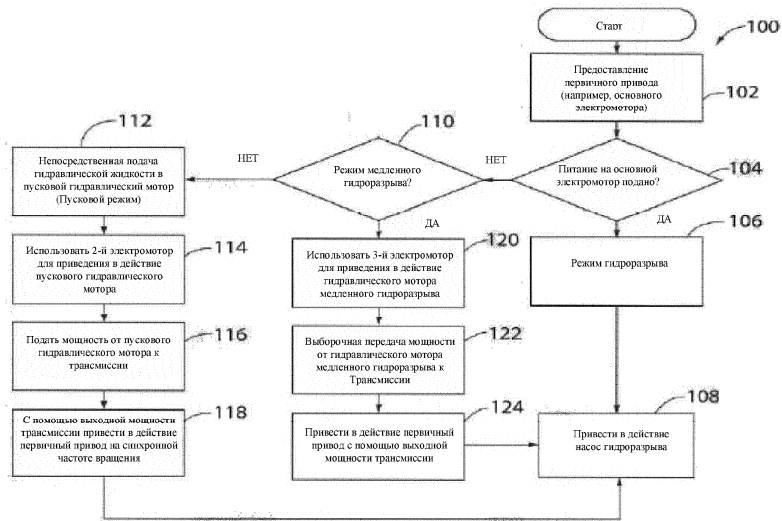 Старт
100
Предоставление
первичного привода
(например, основного
электромотора)
102
Питание на основной
электромотор подано?
104
НЕТ
ДА
110
Режим медленного
гидроразрыва?
НЕТ
ДА
106
Режим гидроразрыва
112
Непосредственная подача
гидравлической жидкости в
пусковой гидравлический мотор
(Пусковой режим)
114
Использовать 2-й электромотор
для приведения в действие
пускового гидравлического
мотора
116
Подать мощность от пускового
гидравлического мотора к
трансмиссии
118
С помощью выходной мощности
трансмиссии привести в действие
первичный привод на синхронной
частоте вращения
120
Использовать 3-й электромотор
для приведения в действие
гидравлического мотора
медленного гидроразрыва
122
Выборочная передача мощности
от гидравлического мотора
медленного гидроразрыва к
Трансмиссии
124
Привести в действие первичный
привод с помощью выходной
мощности трансмиссии
108
Привести в действие
насос гидроразрыва